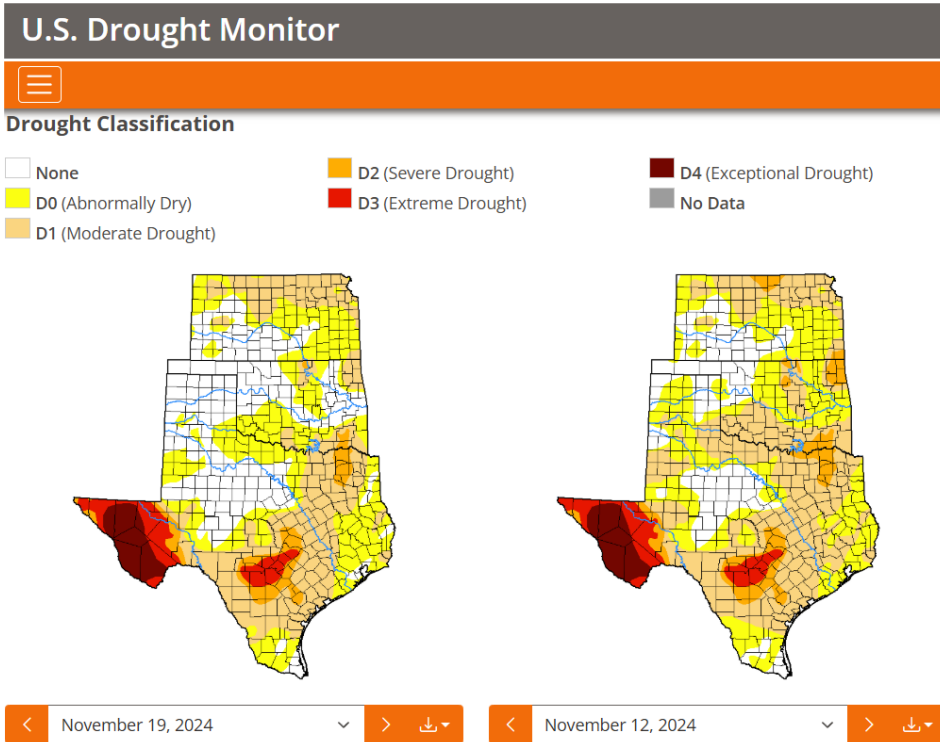 U.S. Drought Monitor
Drought Classification
None
D2 (Severe Drought)
D4 (Exceptional Drought)
D0 (Abnormally Dry)
D3 (Extreme Drought)
No Data
D1 (Moderate Drought)
November 19, 2024
November 12, 2024